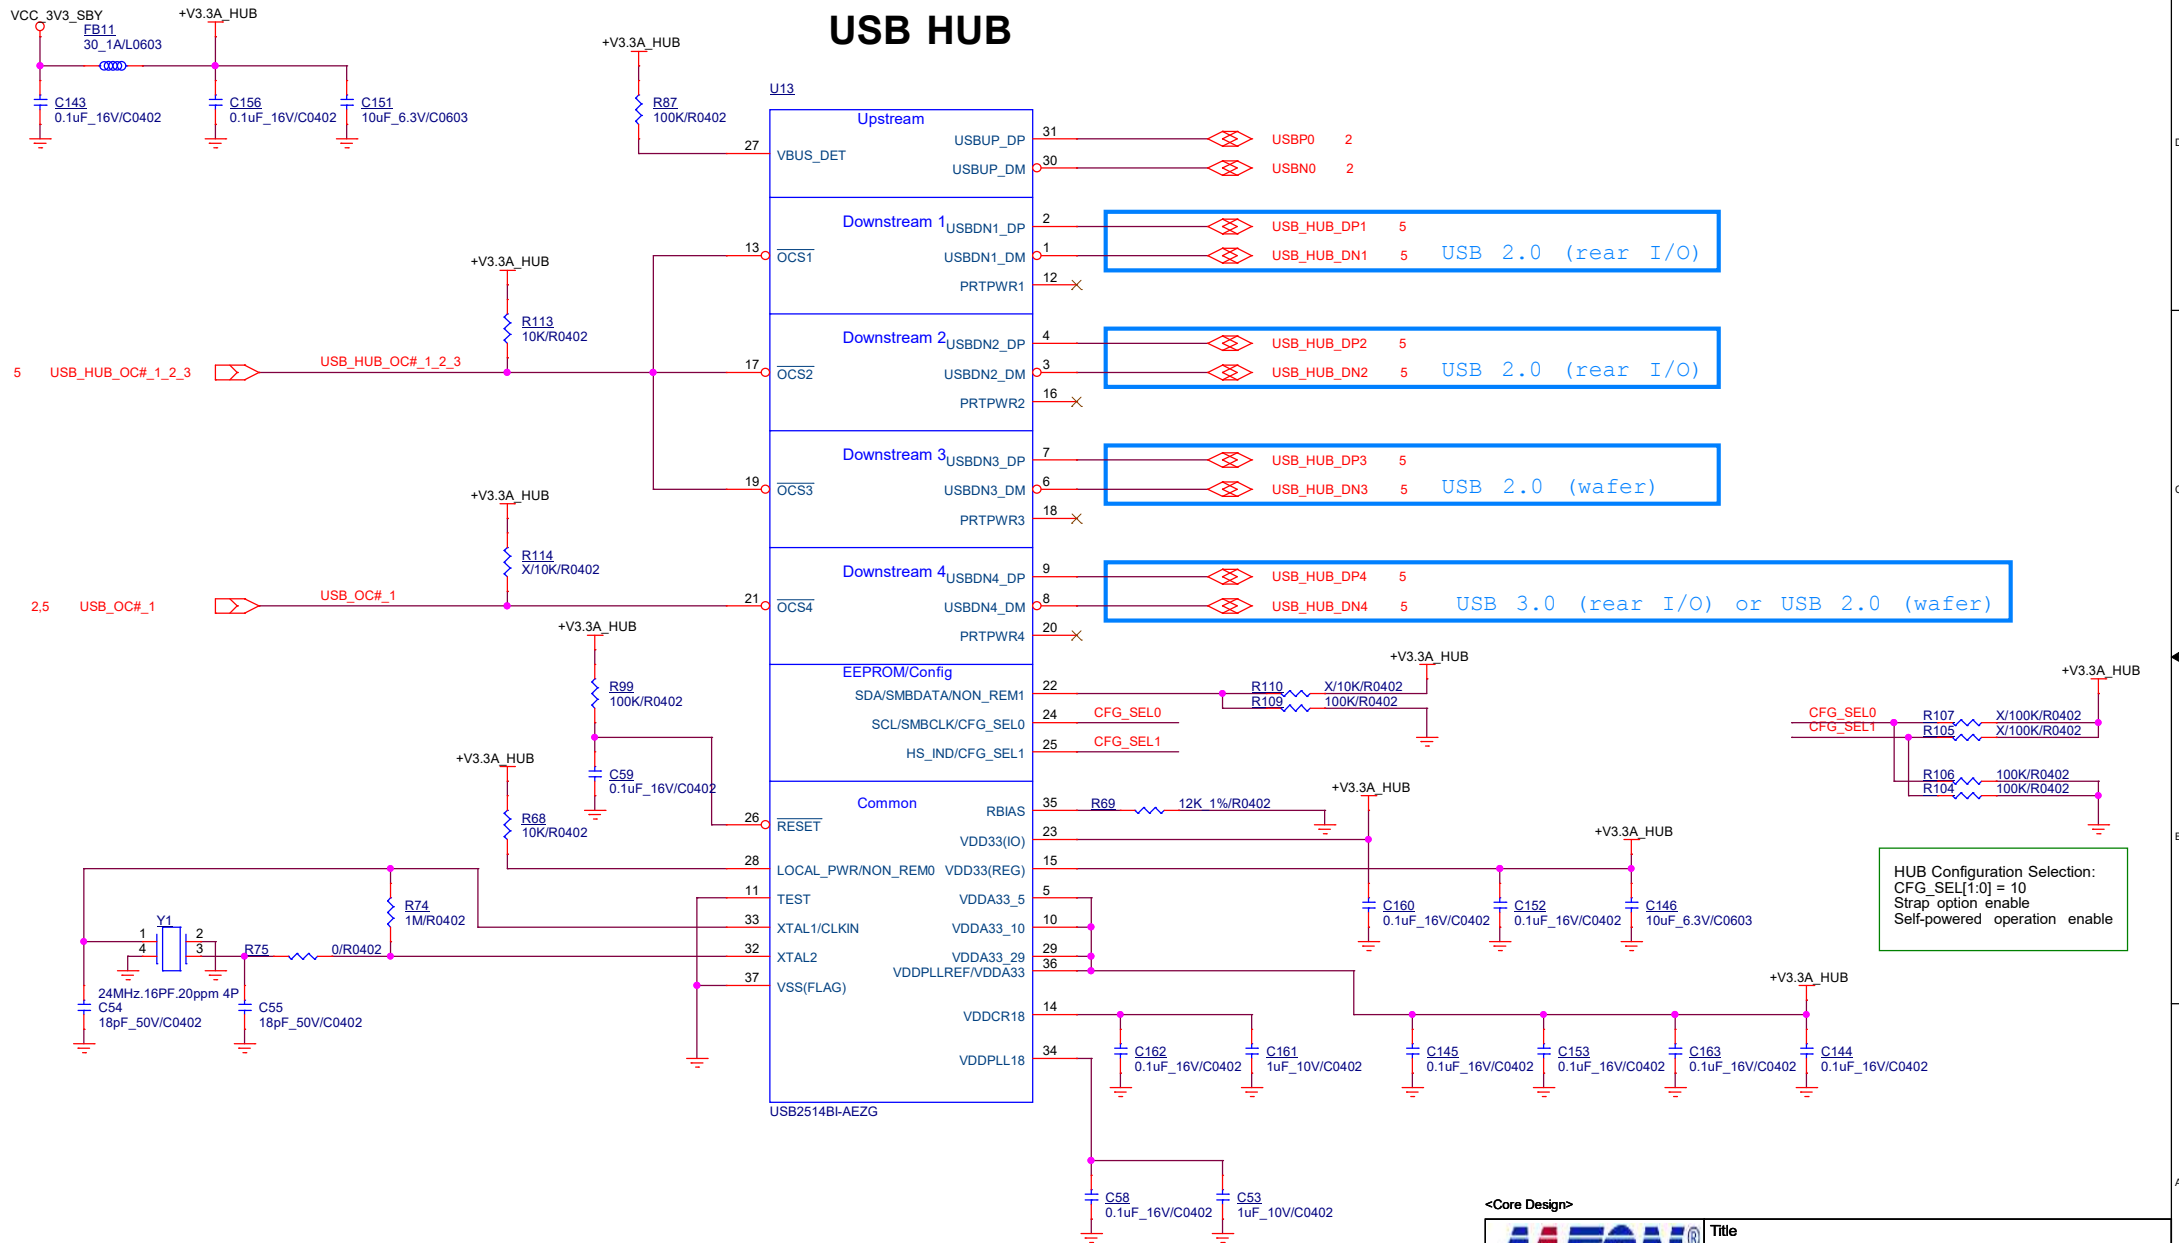 USB HUB
VCC_3V3_SBY
+V3.3A_HUB
FB11
30_1A/L0603
C143
0.1uF_16V/C0402
C156
0.1uF_16V/C0402
C151
10uF_6.3V/C0603
+V3.3A_HUB
R87
100K/R0402
U13
Upstream
27 VBUS_DET
USBUP_DP 31 USBP0 2
USBUP_DM 30 USBN0 2
Downstream 1
USBDN1_DP 2 USB_HUB_DP1 5
13 OCS1
USBDN1_DM 1 USB_HUB_DN1 5
USB 2.0 (rear I/O)
PRTPWR1 12
+V3.3A_HUB
R113
10K/R0402
Downstream 2
USBDN2_DP 4 USB_HUB_DP2 5
5 USB_HUB_OC#_1_2_3
USB_HUB_OC#_1_2_3
17 OCS2
USBDN2_DM 3 USB_HUB_DN2 5
USB 2.0 (rear I/O)
PRTPWR2 16
Downstream 3
USBDN3_DP 7 USB_HUB_DP3 5
19 OCS3
USBDN3_DM 6 USB_HUB_DN3 5
USB 2.0 (wafer)
PRTPWR3 18
+V3.3A_HUB
R114
X/10K/R0402
Downstream 4
USBDN4_DP 9 USB_HUB_DP4 5
2,5 USB_OC#_1
USB_OC#_1
21 OCS4
USBDN4_DM 8 USB_HUB_DN4 5
USB 3.0 (rear I/O) or USB 2.0 (wafer)
PRTPWR4 20
+V3.3A_HUB
R99
100K/R0402
C59
0.1uF_16V/C0402
EEPROM/Config
SDA/SMBDATA/NON_REM1 22
SCL/SMBCLK/CFG_SEL0 24 CFG_SEL0
HS_IND/CFG_SEL1 25 CFG_SEL1
+V3.3A_HUB
R110 X/10K/R0402
R109 100K/R0402
+V3.3A_HUB
CFG_SEL0
CFG_SEL1
R107 X/100K/R0402
R105 X/100K/R0402
R106 100K/R0402
R104 100K/R0402
+V3.3A_HUB
R68
10K/R0402
Common
26 RESET
28 LOCAL_PWR/NON_REM0
11 TEST
33 XTAL1/CLKIN
32 XTAL2
37 VSS(FLAG)
RBIAS 35
R69 12K_1%/R0402
VDD33(IO) 23
VDD33(REG) 15
VDDA33_5 5
VDDA33_10 10
VDDA33_29 29
VDDPLLREF/VDDA33 36
VDDCR18 14
VDDPLL18 34
USB2514BI-AEZG
+V3.3A_HUB
+V3.3A_HUB
C160
0.1uF_16V/C0402
C152
0.1uF_16V/C0402
C146
10uF_6.3V/C0603
HUB Configuration Selection:
CFG_SEL[1:0] = 10
Strap option enable
Self-powered operation enable
R74
1M/R0402
Y1
1 2
4 3
R75 0/R0402
24MHz.16PF.20ppm 4P
C54
18pF_50V/C0402
C55
18pF_50V/C0402
+V3.3A_HUB
C162
0.1uF_16V/C0402
C161
1uF_10V/C0402
C145
0.1uF_16V/C0402
C153
0.1uF_16V/C0402
C163
0.1uF_16V/C0402
C144
0.1uF_16V/C0402
C58
0.1uF_16V/C0402
C53
1uF_10V/C0402
<Core Design>
Title